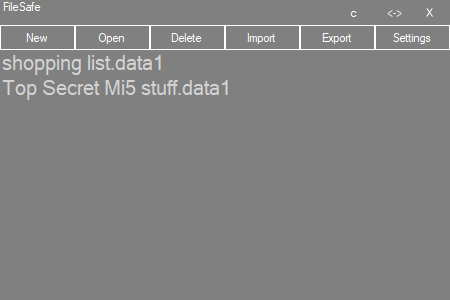 FileSafe
c <-> X
New Open Delete Import Export Settings
shopping list.data1
Top Secret Mi5 stuff.data1